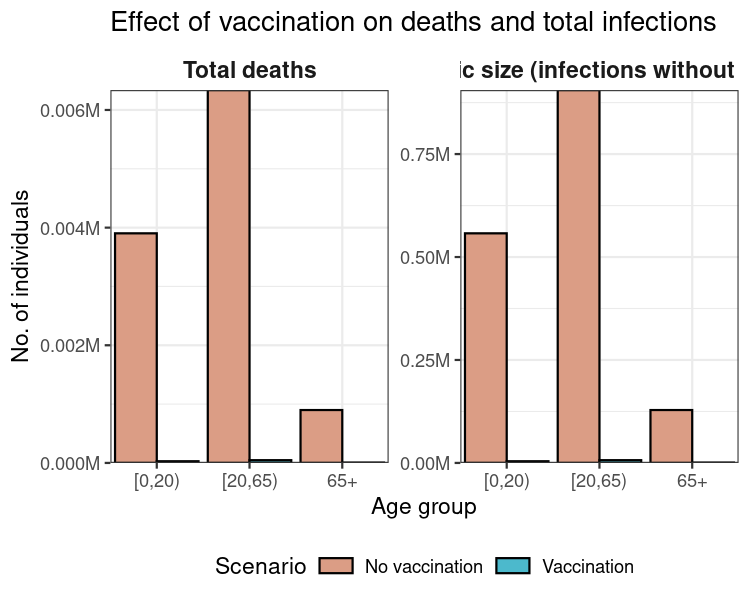 Effect of vaccination on deaths and total infections
Total deaths
ic size (infections without
No. of individuals
0.006M
0.004M
0.002M
0.000M
0.75M
0.50M
0.25M
0.00M
[0,20)
[20,65)
65+
[0,20)
[20,65)
65+
Age group
Scenario
No vaccination
Vaccination